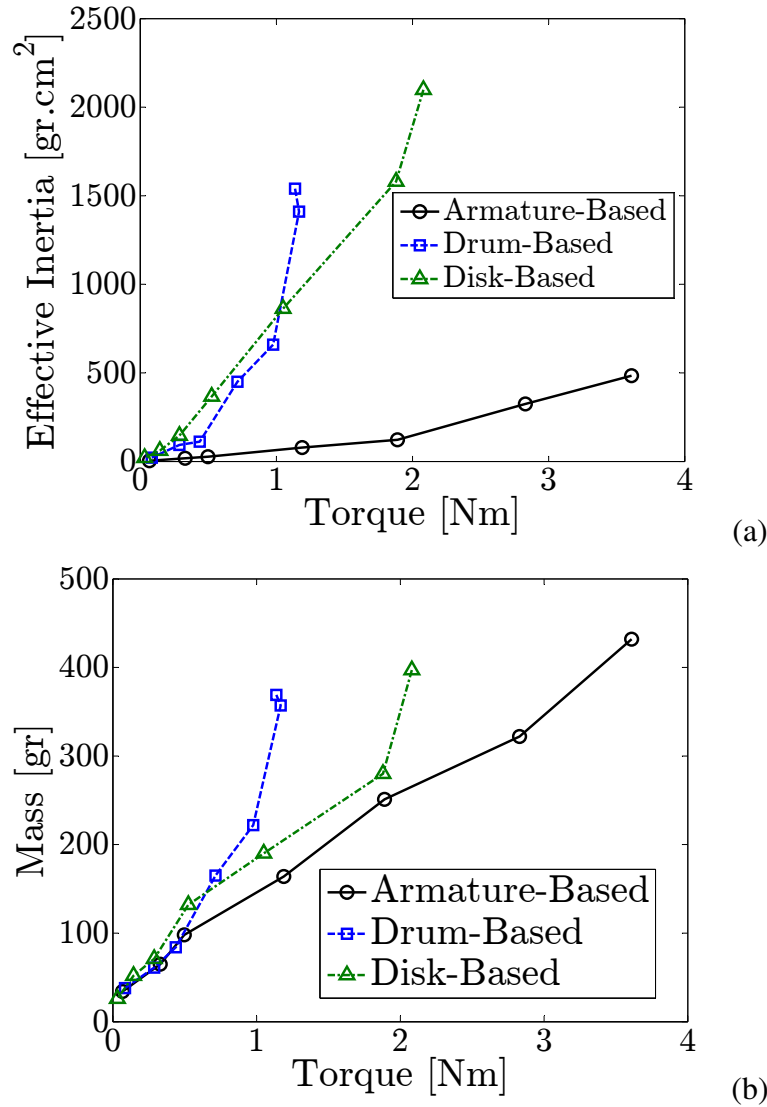 2500
2000
1500
1000
500
0
0 1 2 3 4
Effective Inertia [gr.cm²]
Torque [Nm]
Armature-Based
Drum-Based
Disk-Based
(a)
500
400
300
200
100
0
0 1 2 3 4
Mass [gr]
Torque [Nm]
Armature-Based
Drum-Based
Disk-Based
(b)